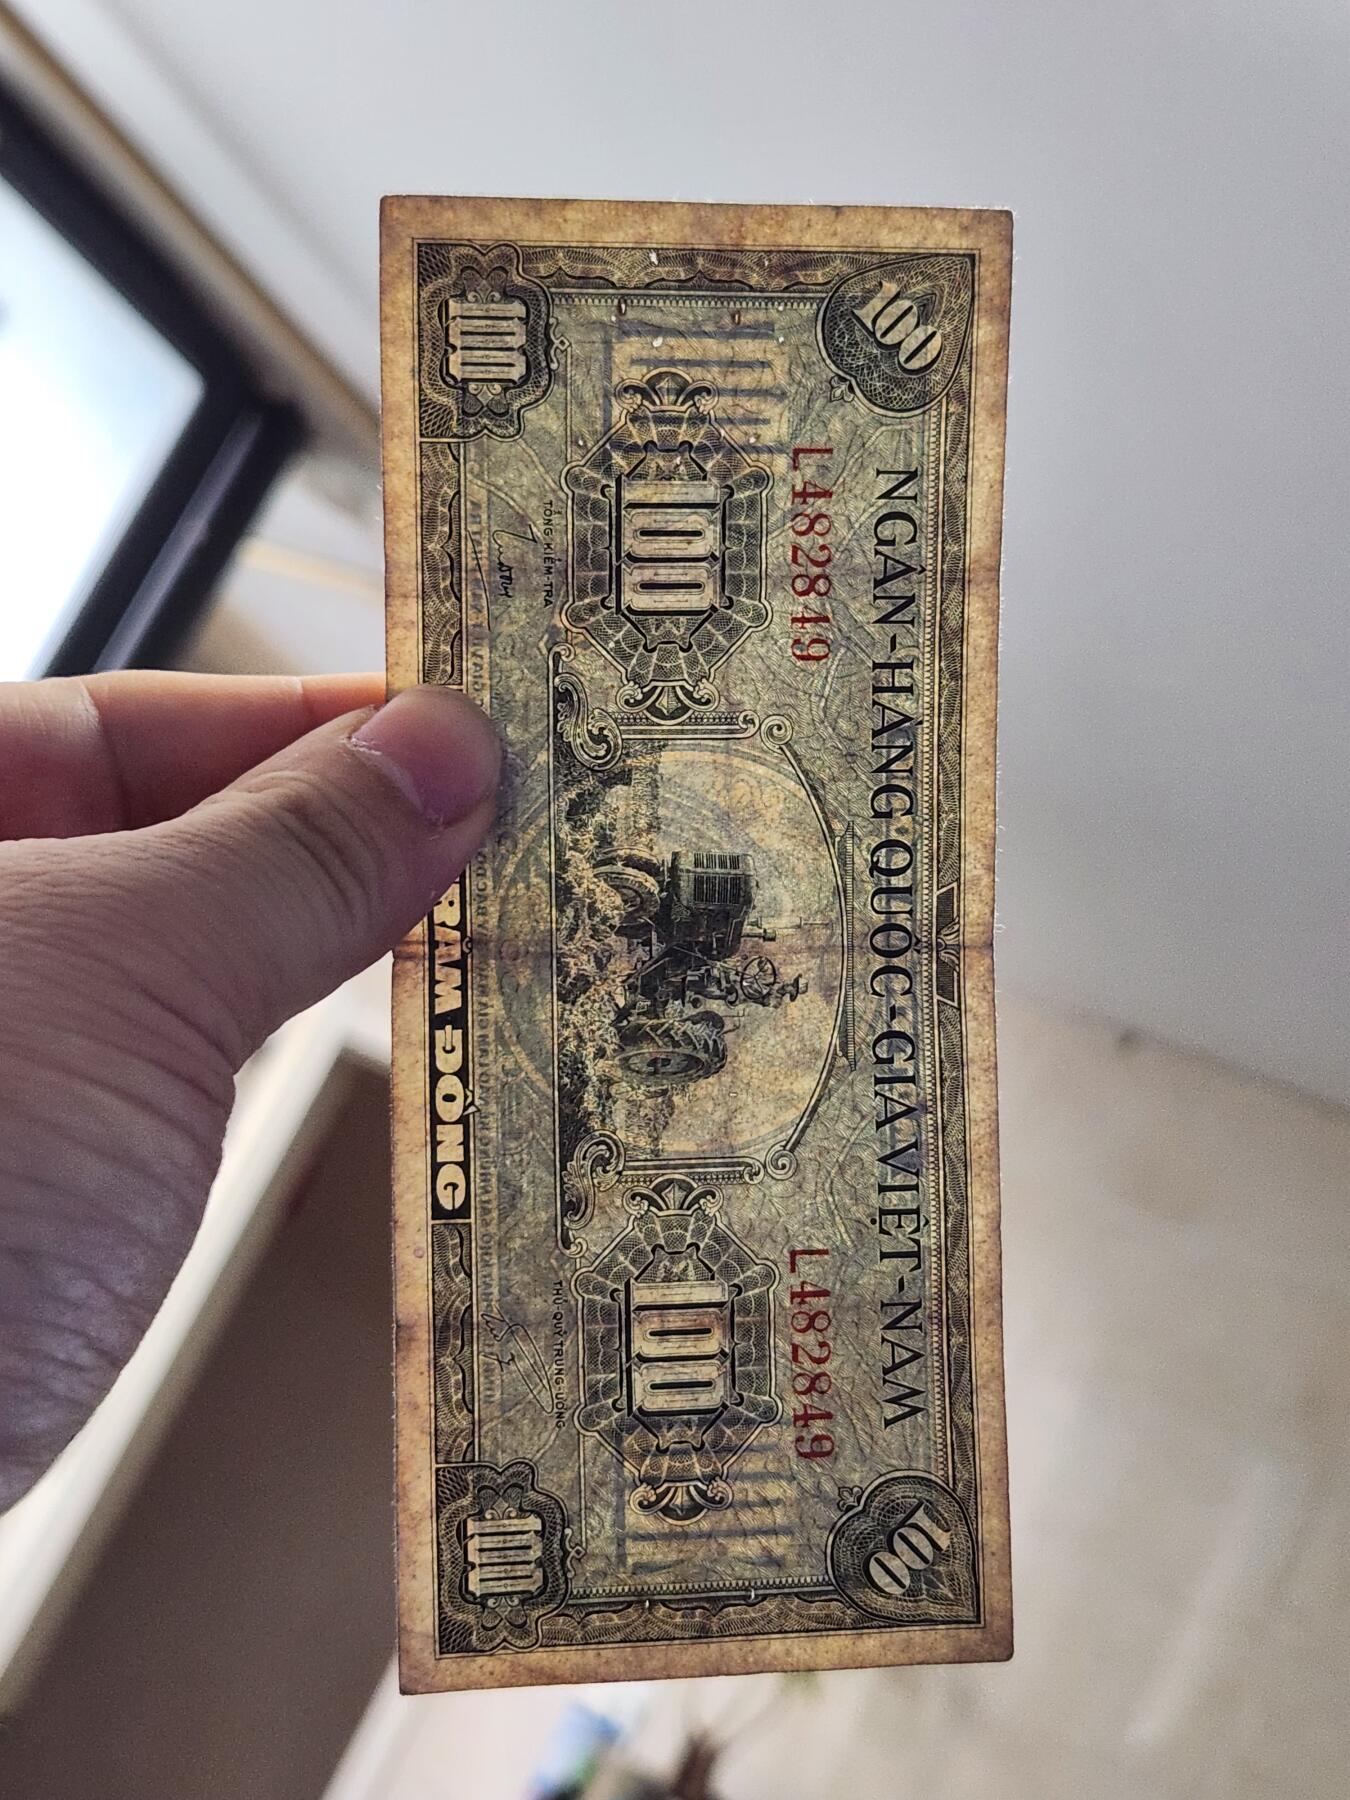 100
100
NGÂN-HÀNG QUỐC-GIA VIỆT-NAM
L482849
L482849
100
100
TỔNG KIỂM-TRA
THỦ-QUỸ TRUNG-ƯƠNG
100
RĂM ĐỒNG
100